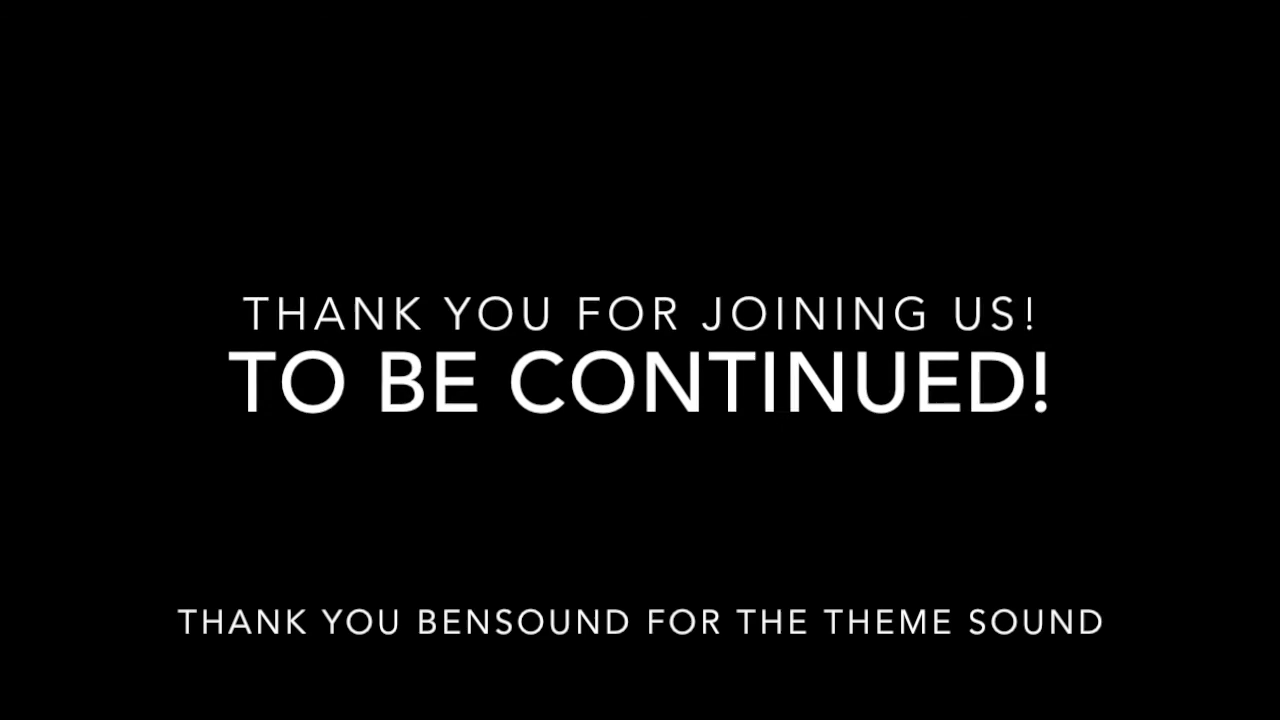 THANK YOU FOR JOINING US!
TO BE CONTINUED!
THANK YOU BENSOUND FOR THE THEME SOUND